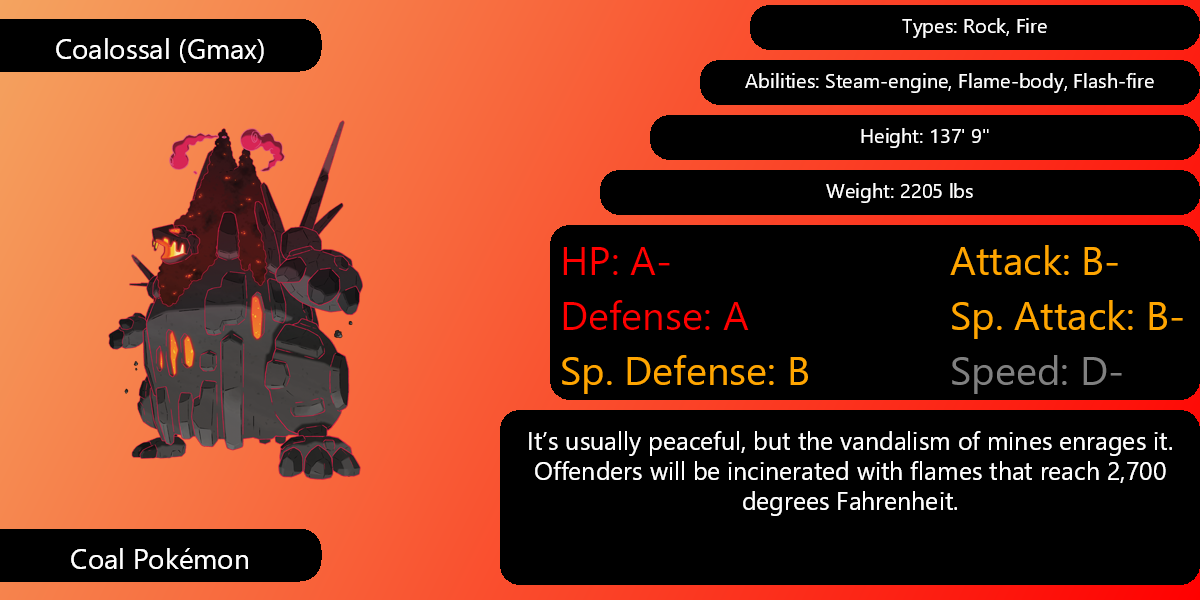 Coalossal (Gmax)
Types: Rock, Fire
Abilities: Steam-engine, Flame-body, Flash-fire
Height: 137' 9"
Weight: 2205 lbs
HP: A-
Attack: B-
Defense: A
Sp. Attack: B-
Sp. Defense: B
Speed: D-
It’s usually peaceful, but the vandalism of mines enrages it.
Offenders will be incinerated with flames that reach 2,700
degrees Fahrenheit.
Coal Pokémon